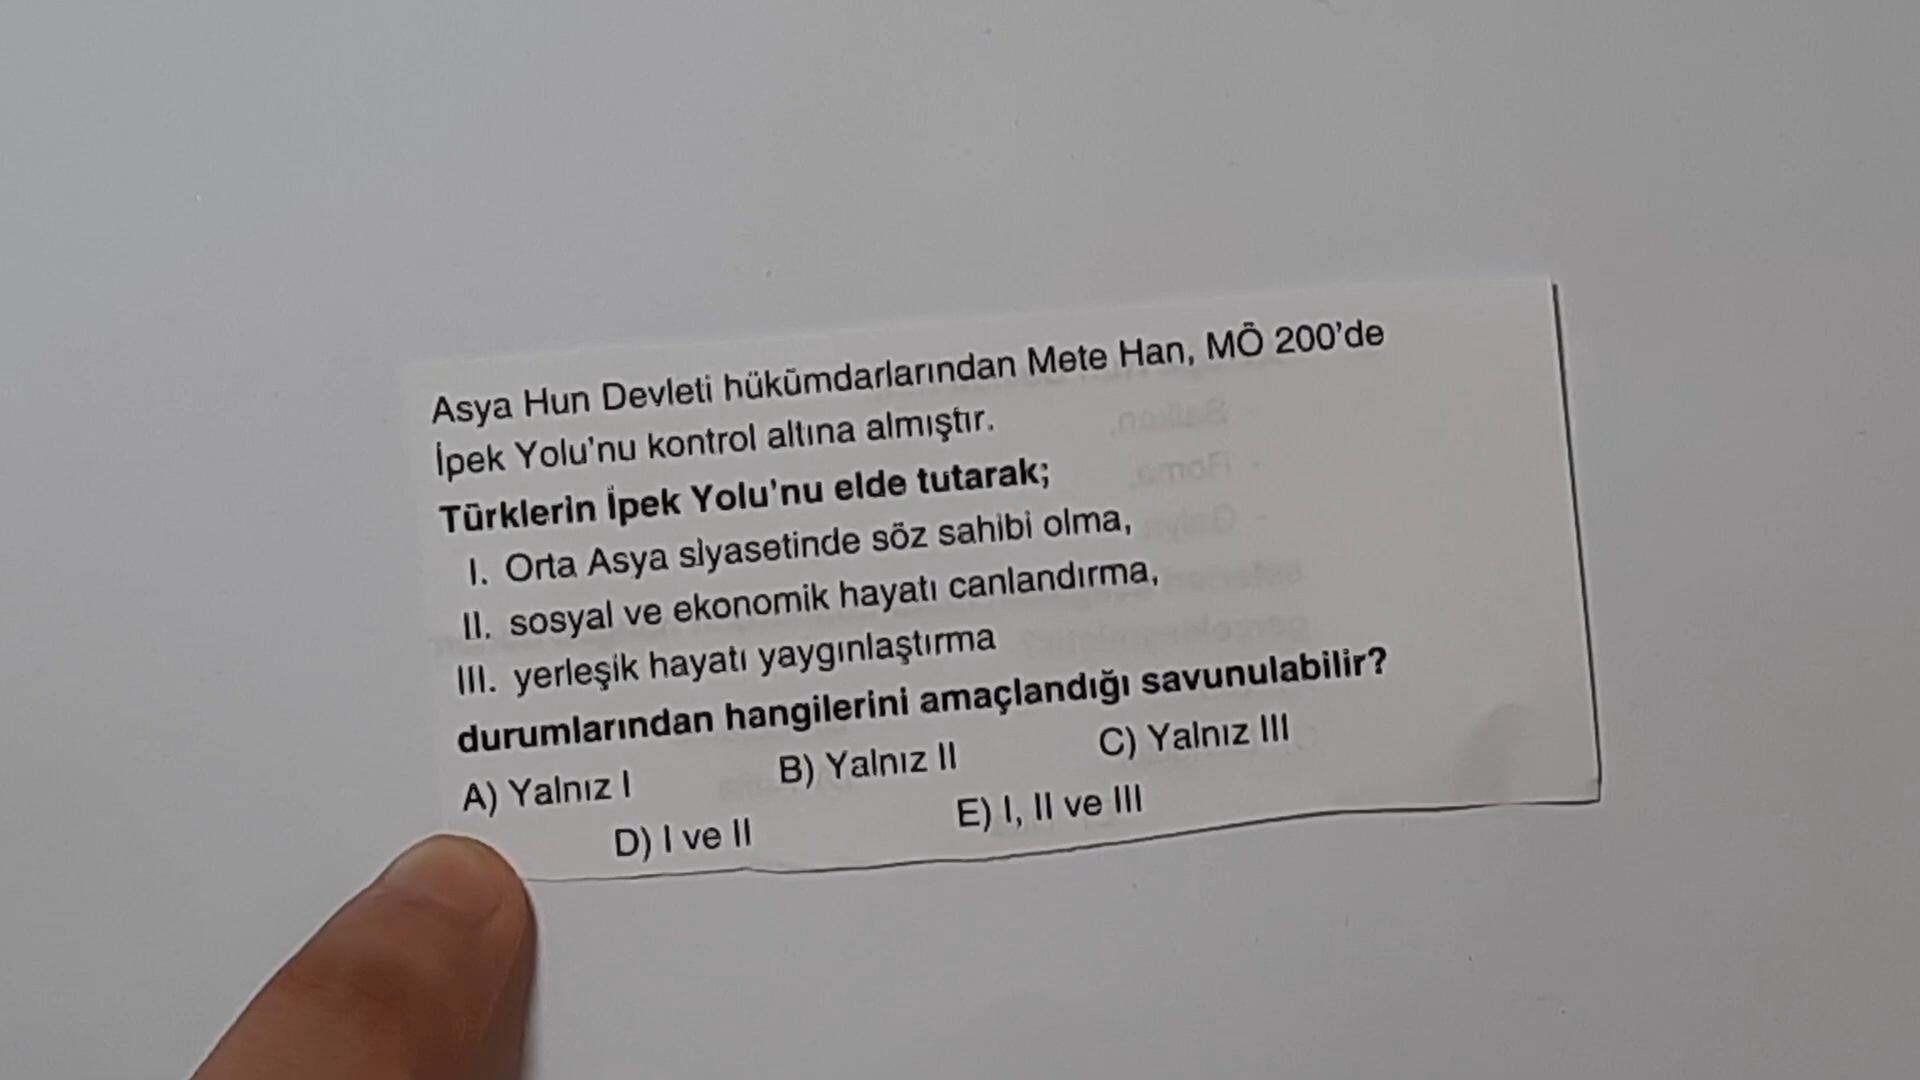 Asya Hun Devleti hükümdarlarından Mete Han, MÖ 200'de
İpek Yolu'nu kontrol altına almıştır.
Türklerin İpek Yolu'nu elde tutarak;
I. Orta Asya siyasetinde söz sahibi olma,
II. sosyal ve ekonomik hayatı canlandırma,
III. yerleşik hayatı yaygınlaştırma
durumlarından hangilerini amaçlandığı savunulabilir?
A) Yalnız I B) Yalnız II C) Yalnız III
D) I ve II E) I, II ve III